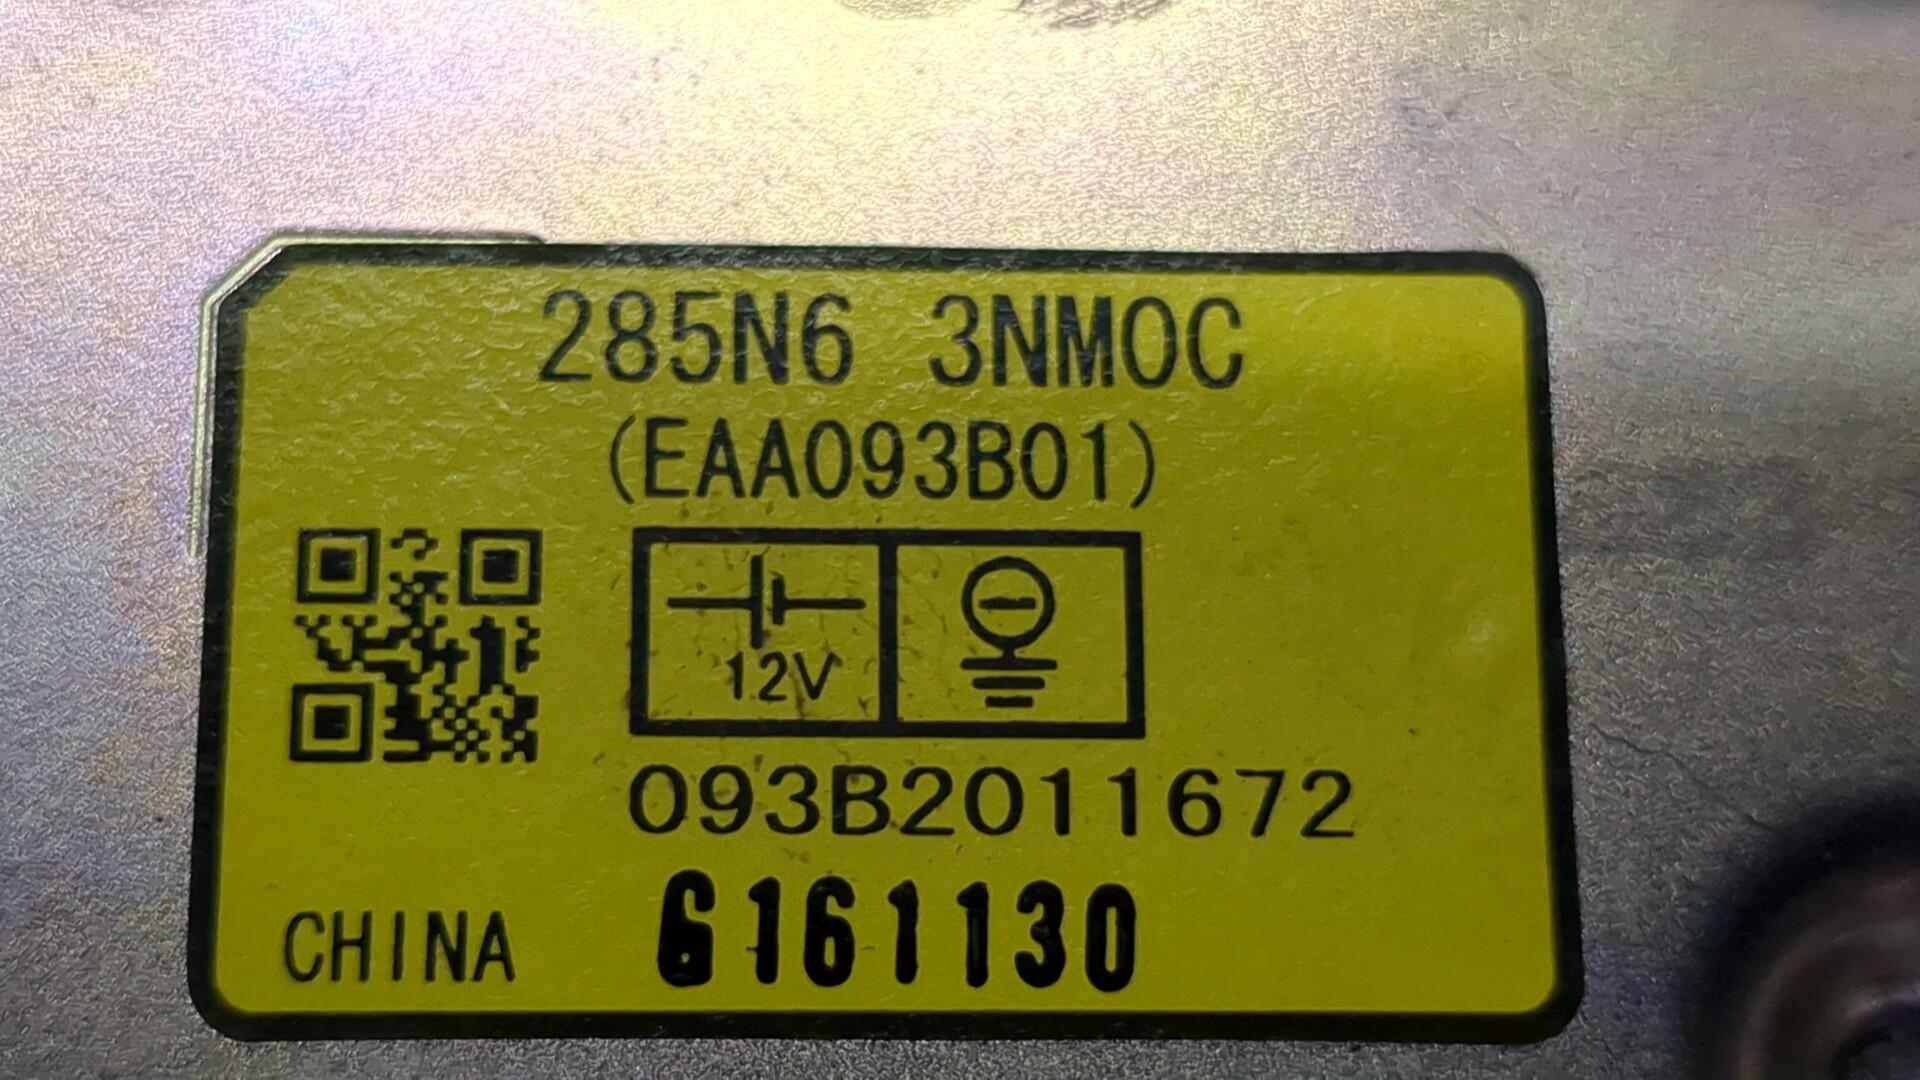 285N6 3NM0C
(EAA093B01)
12V
093B2011672
CHINA 6161130